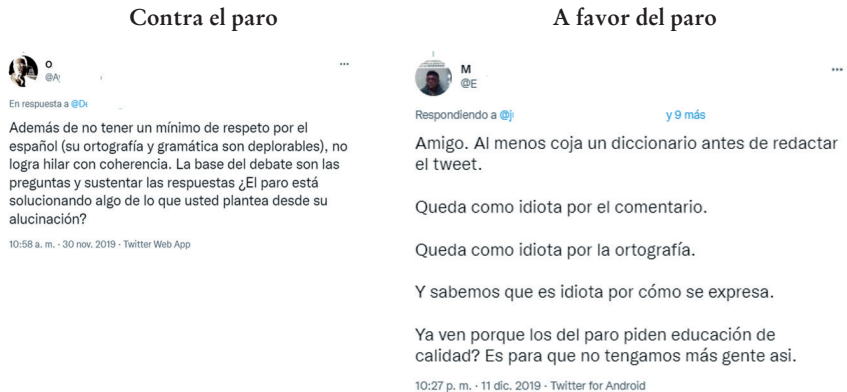 Contra el paro
O
@A
En respuesta a @De
Además de no tener un mínimo de respeto por el
español (su ortografía y gramática son deplorables), no
logra hilar con coherencia. La base del debate son las
preguntas y sustentar las respuestas ¿El paro está
solucionando algo de lo que usted plantea desde su
alucinación?
10:58 a. m. · 30 nov. 2019 · Twitter Web App
A favor del paro
M
@E
Respondiendo a @j y 9 más
Amigo. Al menos coja un diccionario antes de redactar
el tweet.
Queda como idiota por el comentario.
Queda como idiota por la ortografía.
Y sabemos que es idiota por cómo se expresa.
Ya ven porque los del paro piden educación de
calidad? Es para que no tengamos más gente asi.
10:27 p. m. · 11 dic. 2019 · Twitter for Android